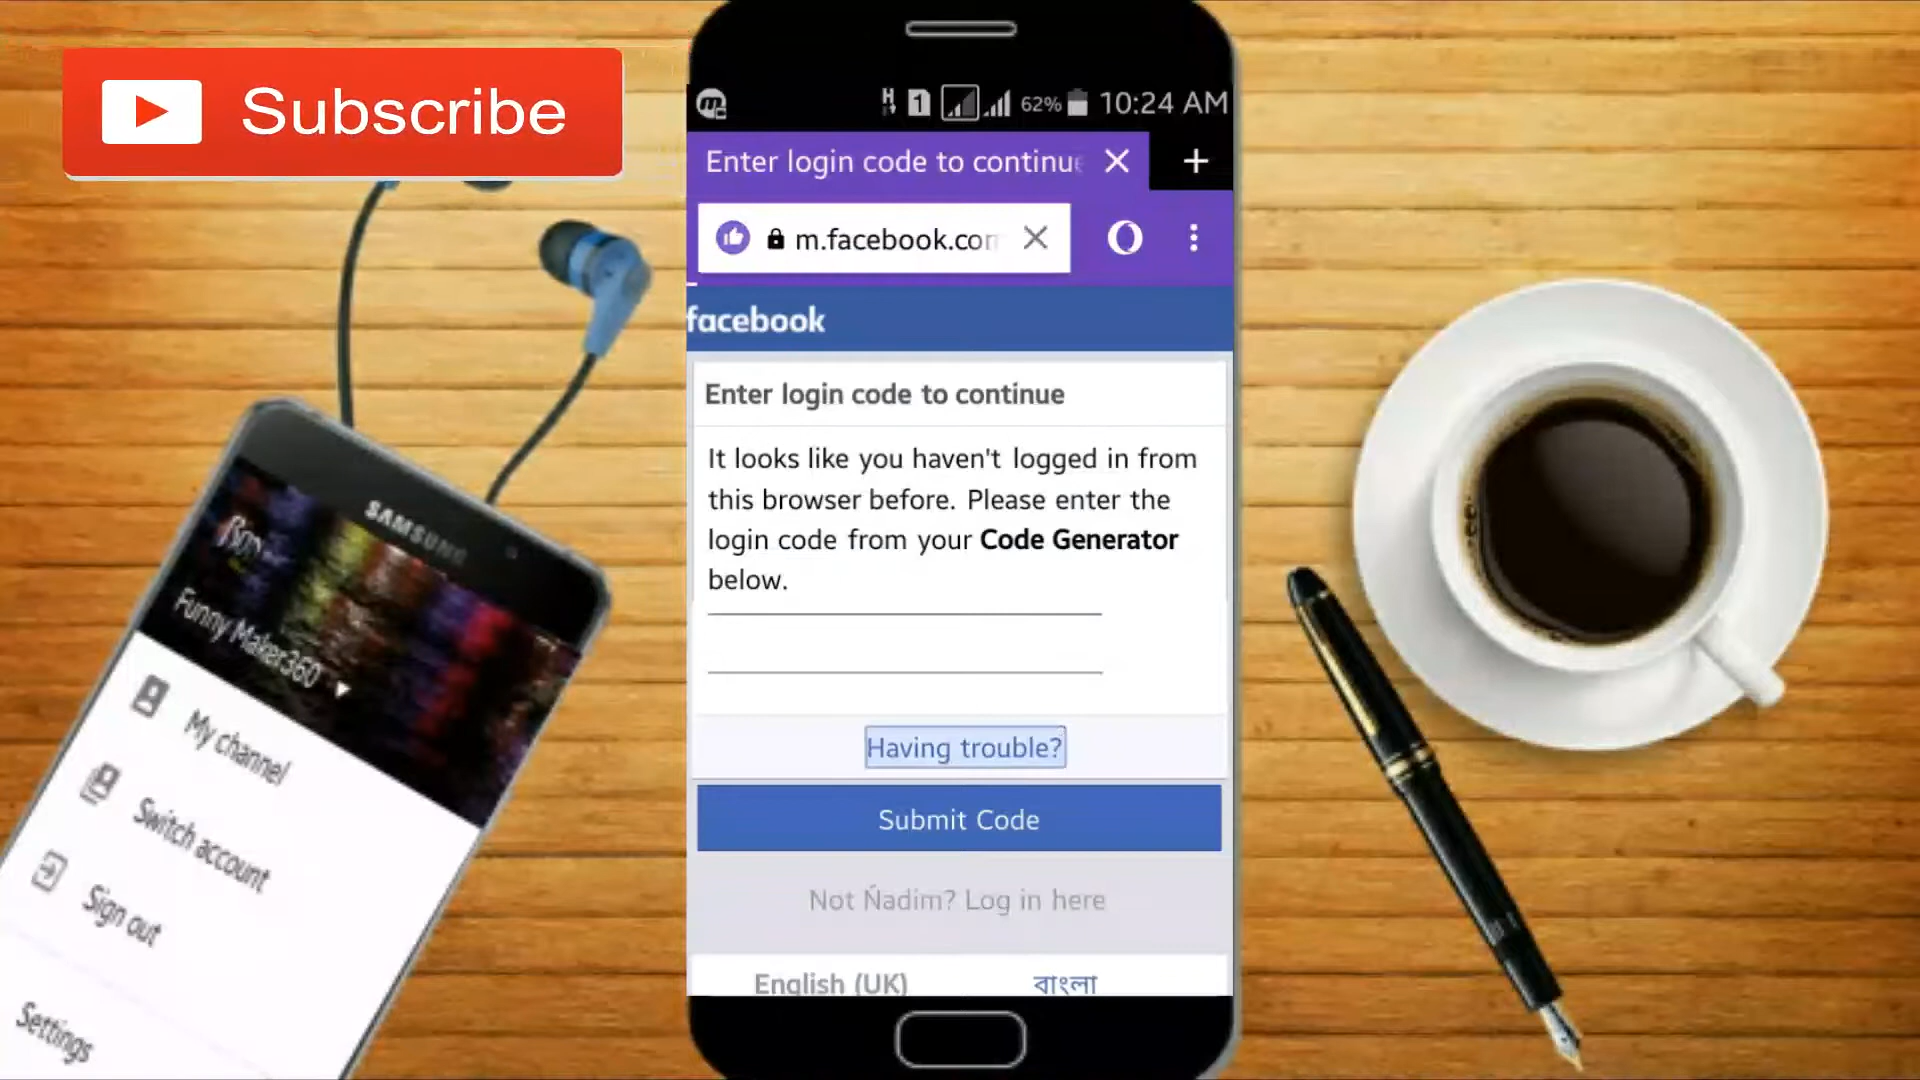 Subscribe
1
62%
10:24 AM
Enter login code to continue
m.facebook.com
facebook
Enter login code to continue
It looks like you haven't logged in from
this browser before. Please enter the
login code from your Code Generator
below.
Having trouble?
Submit Code
Not Ńadim? Log in here
English (UK)
বাংলা
SAMSUNG
Funny Maker360
My channel
Switch account
Sign out
Settings